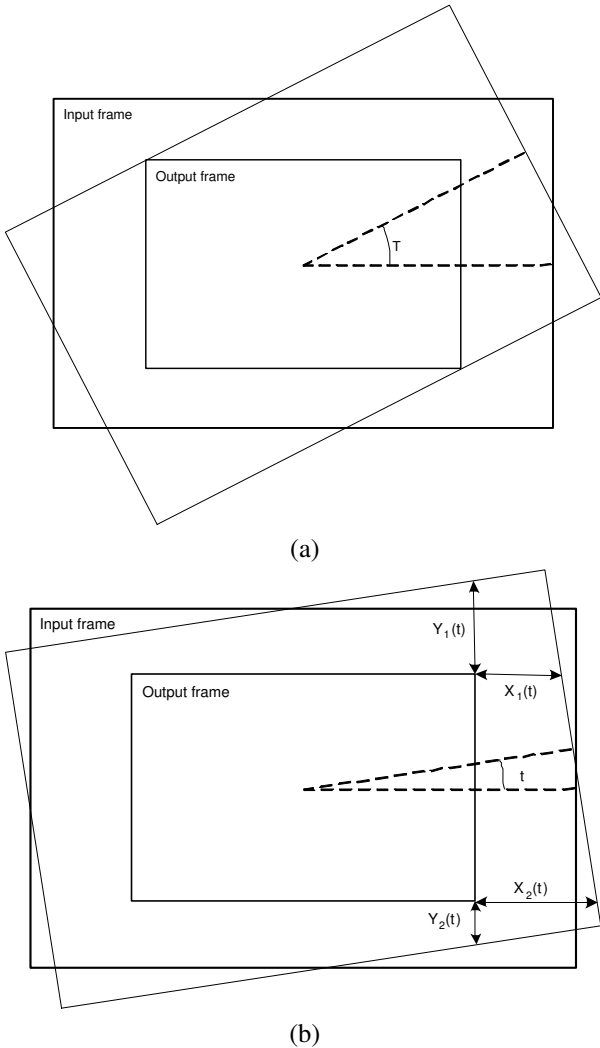 Input frame
Output frame
T
(a)
Input frame
Y1(t)
Output frame
X1(t)
t
X2(t)
Y2(t)
(b)